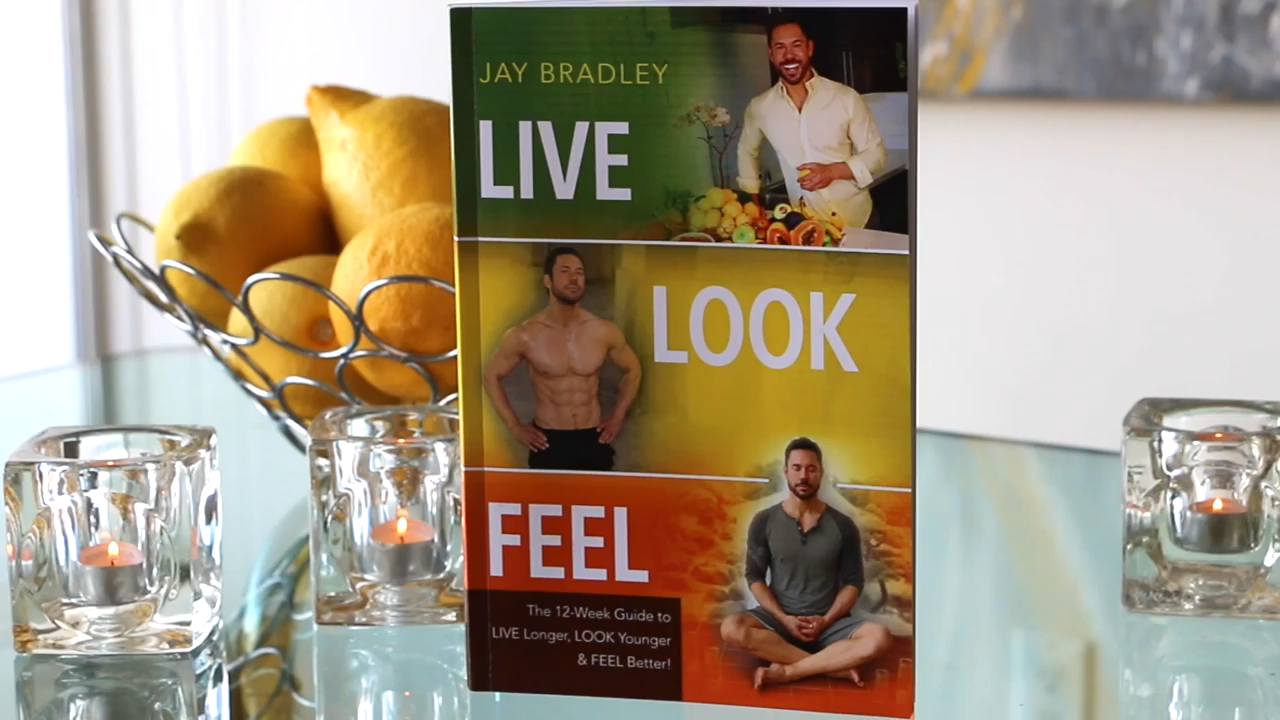 JAY BRADLEY
LIVE
LOOK
FEEL
The 12-Week Guide to
LIVE Longer, LOOK Younger
& FEEL Better!